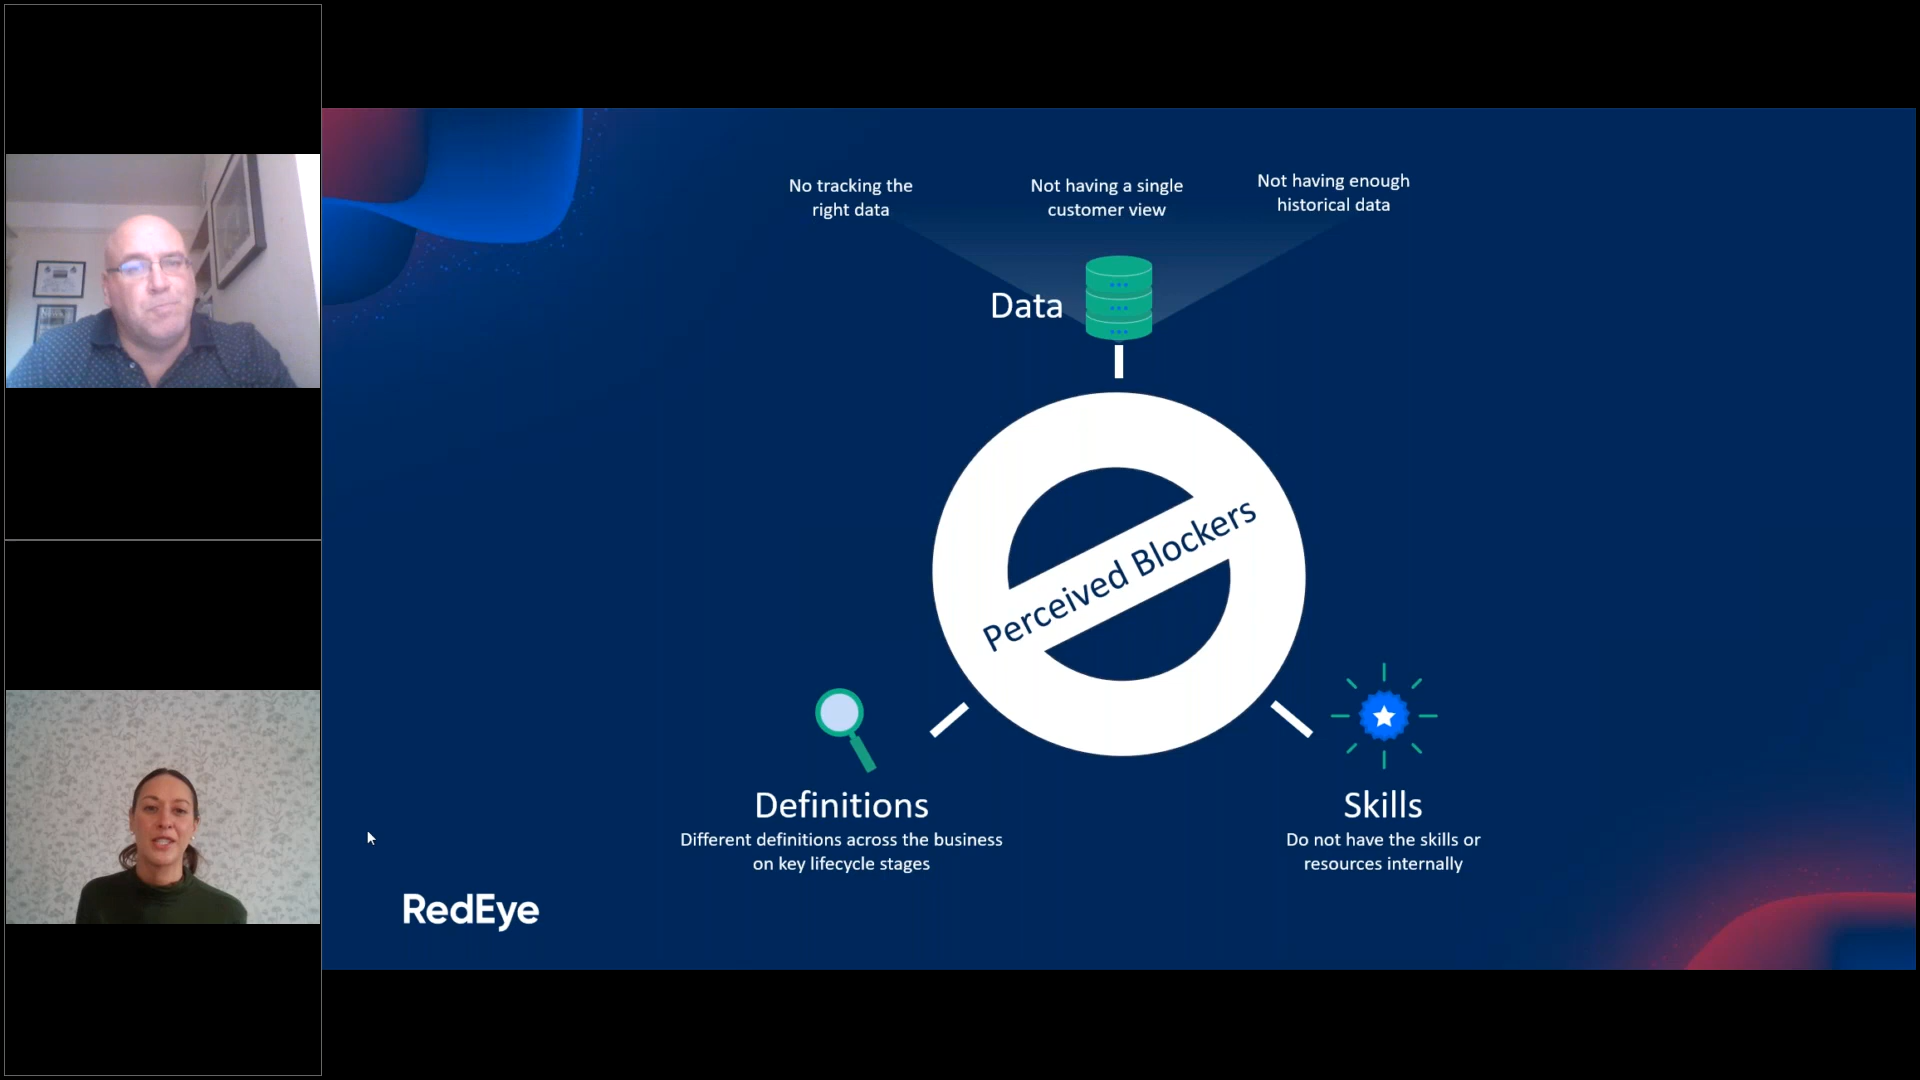 No tracking the
right data
Not having a single
customer view
Not having enough
historical data
Data
Perceived Blockers
Definitions
Different definitions across the business
on key lifecycle stages
Skills
Do not have the skills or
resources internally
RedEye